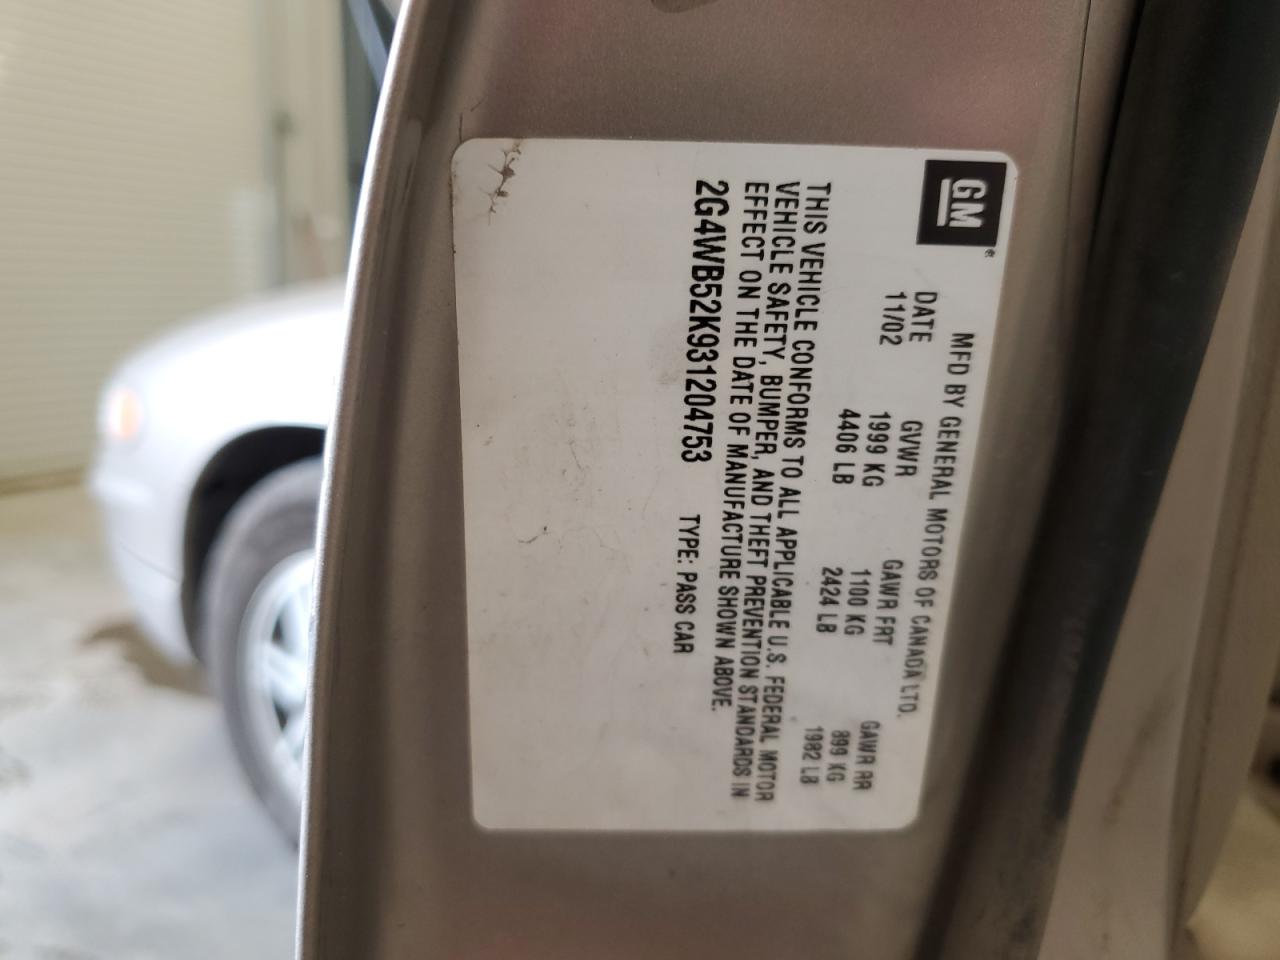 GM®
MFD BY GENERAL MOTORS OF CANADA LTD.
DATE GVWR GAWR FRT GAWR RR
11/02 1999 KG 1100 KG 899 KG
4406 LB 2424 LB 1982 LB
THIS VEHICLE CONFORMS TO ALL APPLICABLE U.S. FEDERAL MOTOR
VEHICLE SAFETY, BUMPER, AND THEFT PREVENTION STANDARDS IN
EFFECT ON THE DATE OF MANUFACTURE SHOWN ABOVE.
2G4WB52K931204753 TYPE: PASS CAR